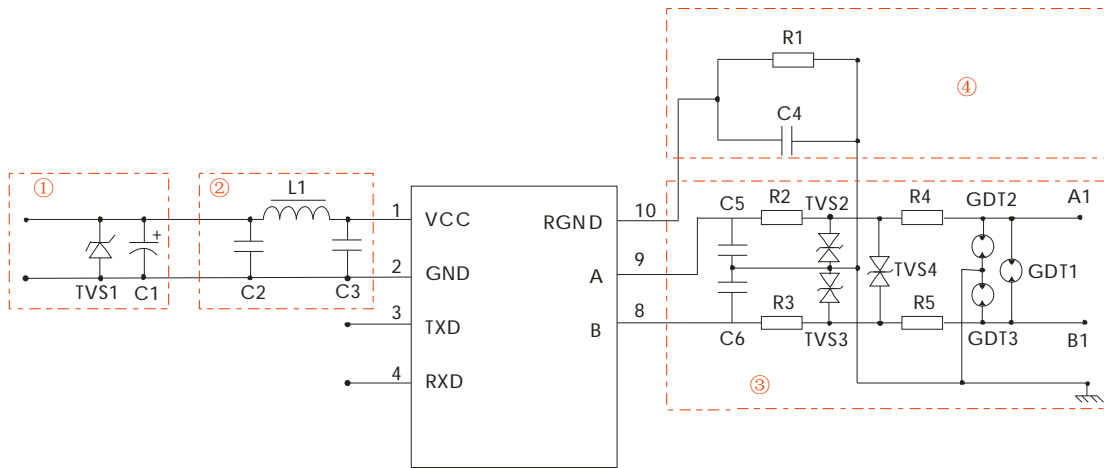 R1
④
C4
①
②
L1
1
VCC
RGND
10
C5
R2
TVS2
R4
GDT2
A1
+
2
GND
A
9
TVS4
GDT1
TVS1
C1
C2
C3
3
TXD
B
8
C6
R3
TVS3
R5
GDT3
B1
4
RXD
③